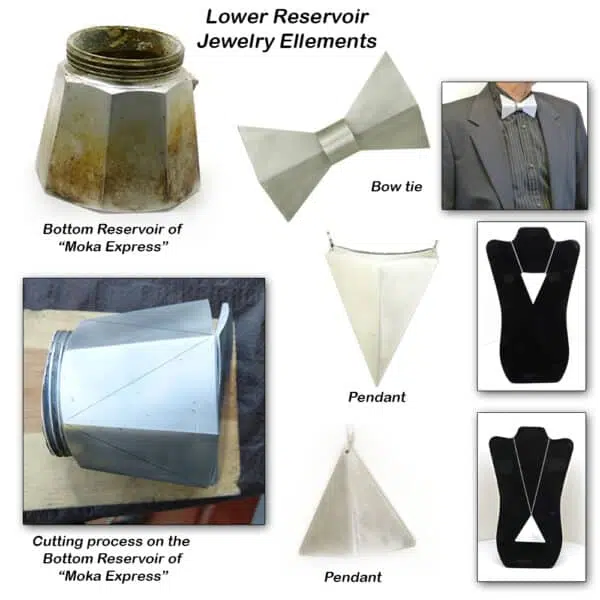 Lower Reservoir
Jewelry Ellements
Bow tie
Bottom Reservoir of
“Moka Express”
Pendant
Cutting process on the
Bottom Reservoir of
“Moka Express”
Pendant